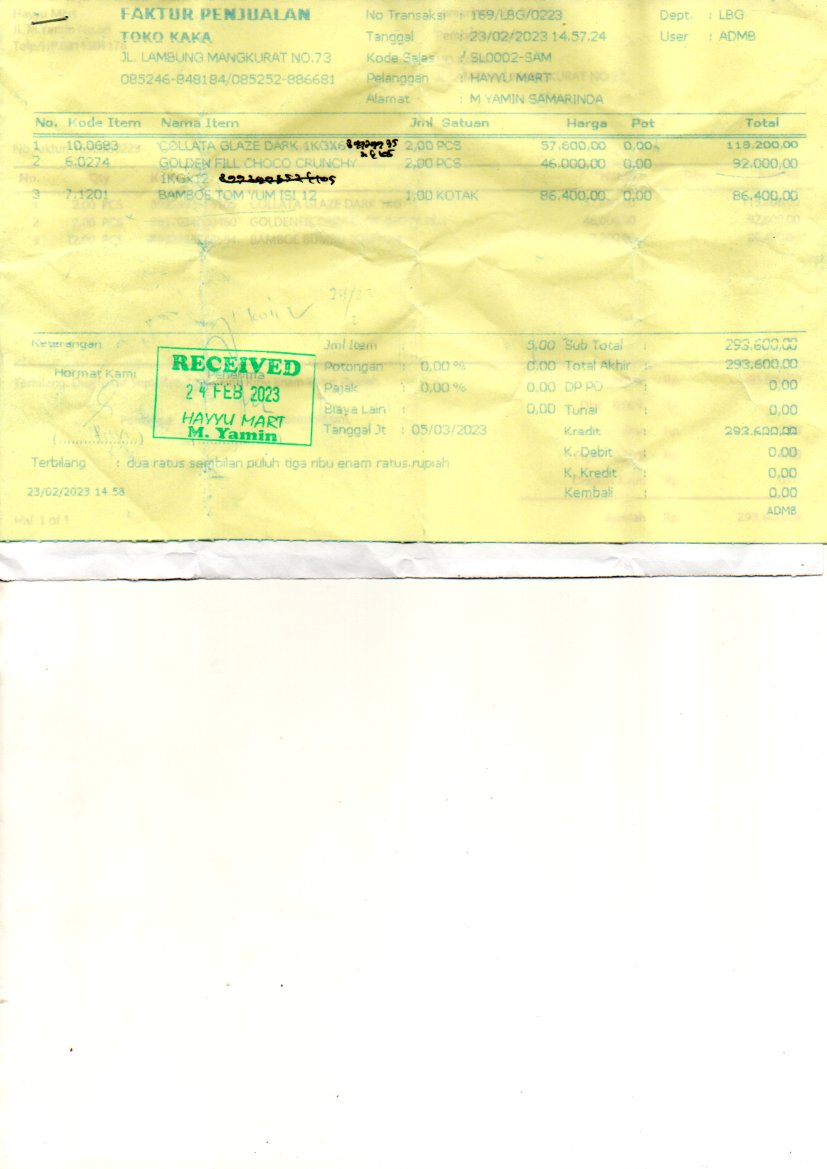 FAKTUR PENJUALAN
TOKO KAKA
JL. LAMBUNG MANGKURAT NO.73
085246-848184/085252-886681
No Transaksi : 169/LBG/0223
Tanggal : 23/02/2023 14.57.24
Kode Sales : SL0002-SAM
Pelanggan : HAYYU MART
Alamat : M YAMIN SAMARINDA
Dept. : LBG
User : ADMB
No. Kode Item Nama Item Jml Satuan Harga Pot Total
1 10.0683 COLLATA GLAZE DARK 1KGX6 2,00 PCS 57.600,00 0,00 115.200,00
2 6.0274 GOLDEN FILL CHOCO CRUNCHY 2,00 PCS 46.000,00 0,00 92.000,00
1KGx12
3 7.1201 BAMBOE TOM YUM ISI 12 1,00 KOTAK 86.400,00 0,00 86.400,00
Keterangan
Hormat Kami
Penerima
RECEIVED
24 FEB 2023
HAYYU MART
M. Yamin
Jml Item : 5,00
Potongan : 0,00 % 0,00
Pajak : 0,00 % 0,00
Biaya Lain : 0,00
Tanggal Jt : 05/03/2023
Sub Total : 293.600,00
Total Akhir : 293.600,00
DP PO : 0,00
Tunai : 0,00
Kredit : 293.600,00
K. Debit : 0,00
K. Kredit : 0,00
Kembali : 0,00
Terbilang : dua ratus sembilan puluh tiga ribu enam ratus rupiah
23/02/2023 14.58
ADMB